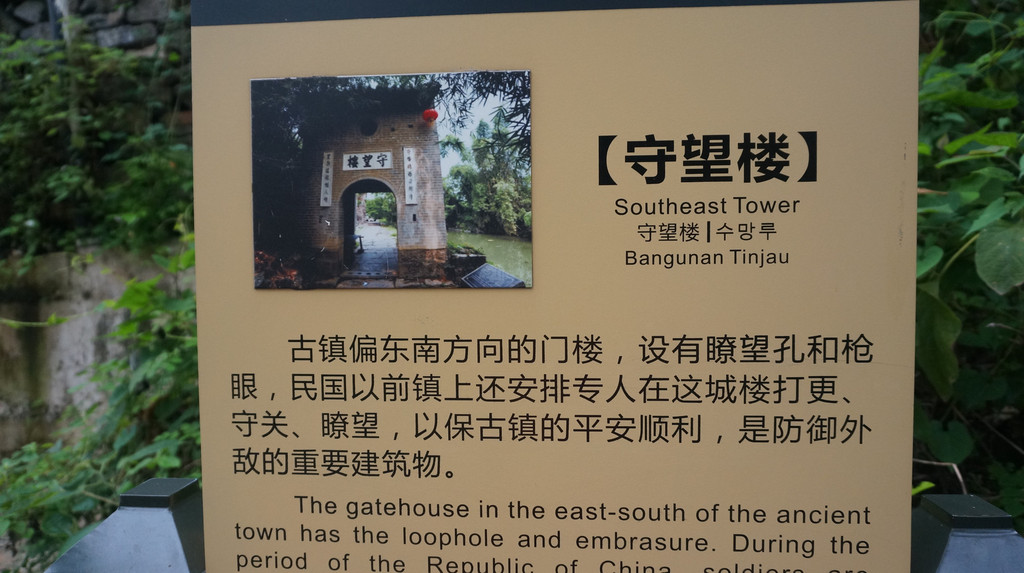 守望楼
【守望楼】
Southeast Tower
守望楼|수망루
Bangunan Tinjau
古镇偏东南方向的门楼，设有瞭望孔和枪
眼，民国以前镇上还安排专人在这城楼打更、
守关、瞭望，以保古镇的平安顺利，是防御外
敌的重要建筑物。
The gatehouse in the east-south of the ancient
town has the loophole and embrasure. During the
period of the Republic of China, soldiers are